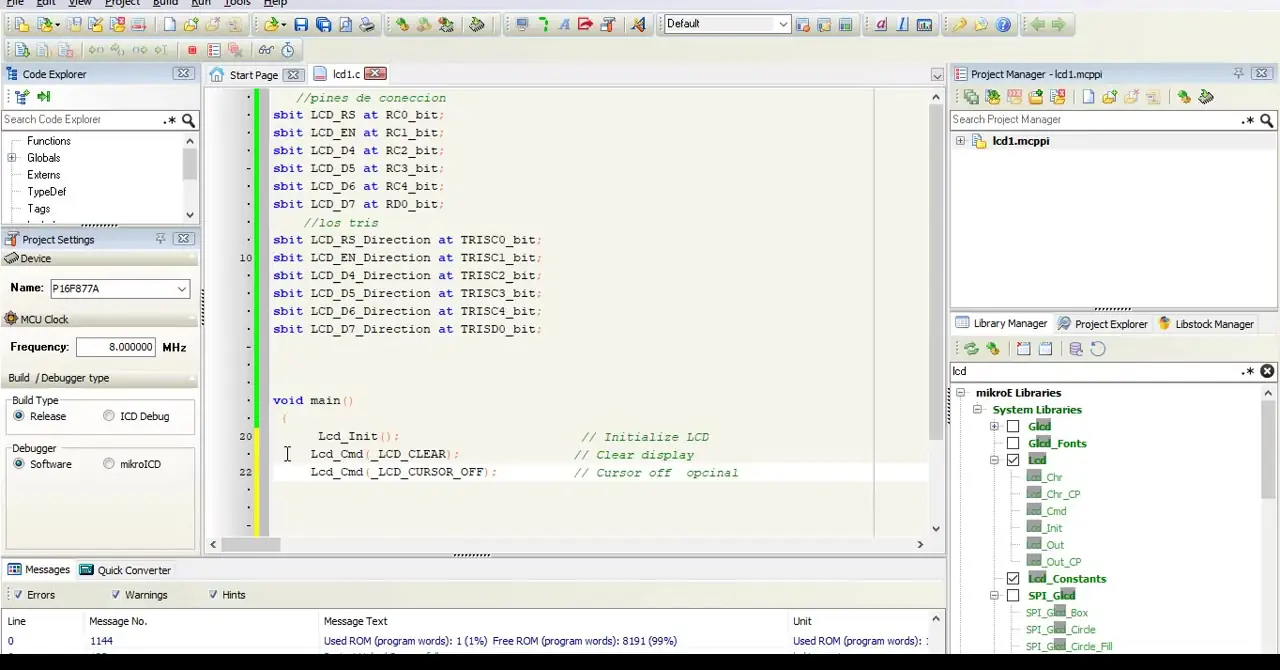 File Edit View Project Build Run Tools Help
Default
Code Explorer
Start Page
lcd1.c
Project Manager - lcd1.mcppi
Search Code Explorer
Functions
Globals
Externs
TypeDef
Tags
Project Settings
Device
Name: P16F877A
MCU Clock
Frequency: 8.000000 MHz
Build / Debugger type
Build Type
Release ICD Debug
Debugger
Software mikroICD
//pines de coneccion
sbit LCD_RS at RC0_bit;
sbit LCD_EN at RC1_bit;
sbit LCD_D4 at RC2_bit;
sbit LCD_D5 at RC3_bit;
sbit LCD_D6 at RC4_bit;
sbit LCD_D7 at RD0_bit;
//los tris
sbit LCD_RS_Direction at TRISC0_bit;
10 sbit LCD_EN_Direction at TRISC1_bit;
sbit LCD_D4_Direction at TRISC2_bit;
sbit LCD_D5_Direction at TRISC3_bit;
sbit LCD_D6_Direction at TRISC4_bit;
sbit LCD_D7_Direction at TRISD0_bit;
void main()
{
20 Lcd_Init(); // Initialize LCD
Lcd_Cmd(_LCD_CLEAR); // Clear display
22 Lcd_Cmd(_LCD_CURSOR_OFF); // Cursor off opcinal
Search Project Manager
lcd1.mcppi
Library Manager Project Explorer Libstock Manager
lcd
mikroE Libraries
System Libraries
Glcd
Glcd_Fonts
Lcd
Lcd_Chr
Lcd_Chr_CP
Lcd_Cmd
Lcd_Init
Lcd_Out
Lcd_Out_CP
Lcd_Constants
SPI_Glcd
SPI_Glcd_Box
SPI_Glcd_Circle
SPI_Glcd_Circle_Fill
Messages Quick Converter
Errors Warnings Hints
Line Message No. Message Text Unit
0 1144 Used ROM (program words): 1 (1%) Free ROM (program words): 8191 (99%) Used ROM (program words):